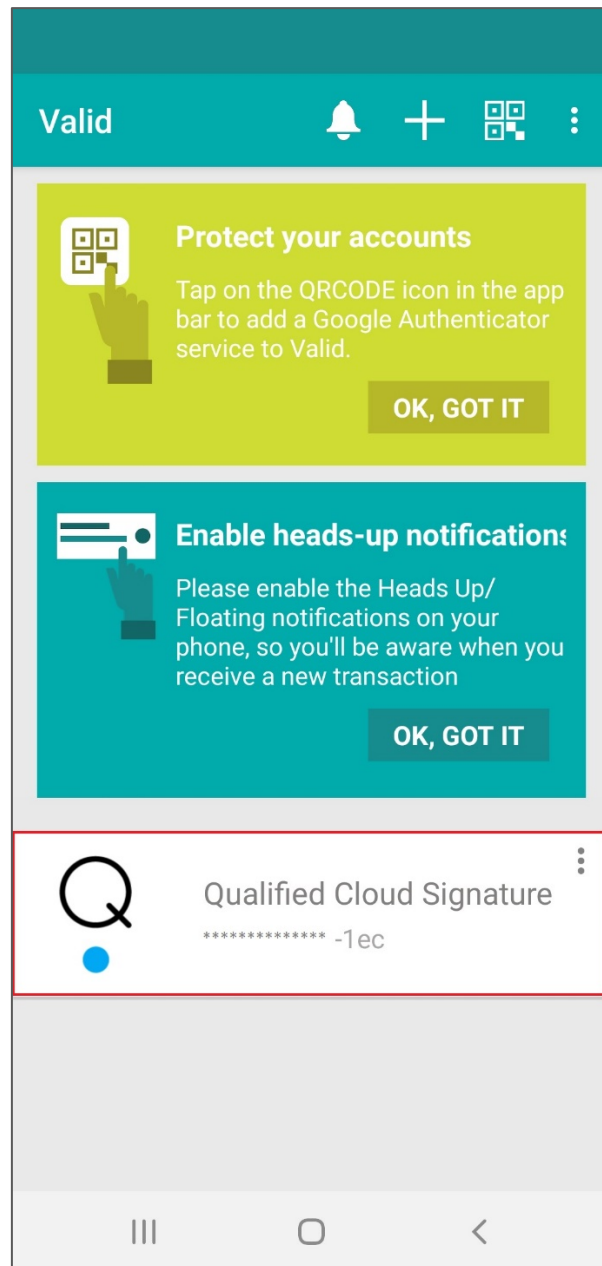 Valid
Protect your accounts
Tap on the QRCODE icon in the app
bar to add a Google Authenticator
service to Valid.
OK, GOT IT
Enable heads-up notifications
Please enable the Heads Up/
Floating notifications on your
phone, so you'll be aware when you
receive a new transaction
OK, GOT IT
Qualified Cloud Signature
************** -1ec